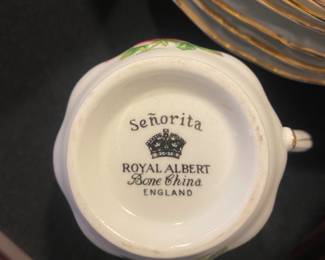 Señorita
ROYAL ALBERT
Bone China
ENGLAND